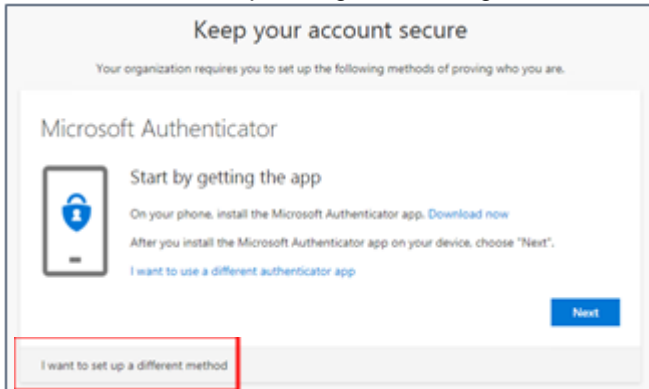 Keep your account secure
Your organization requires you to set up the following methods of proving who you are.
Microsoft Authenticator
Start by getting the app
On your phone, install the Microsoft Authenticator app. Download now
After you install the Microsoft Authenticator app on your device, choose "Next".
I want to use a different authenticator app
Next
I want to set up a different method